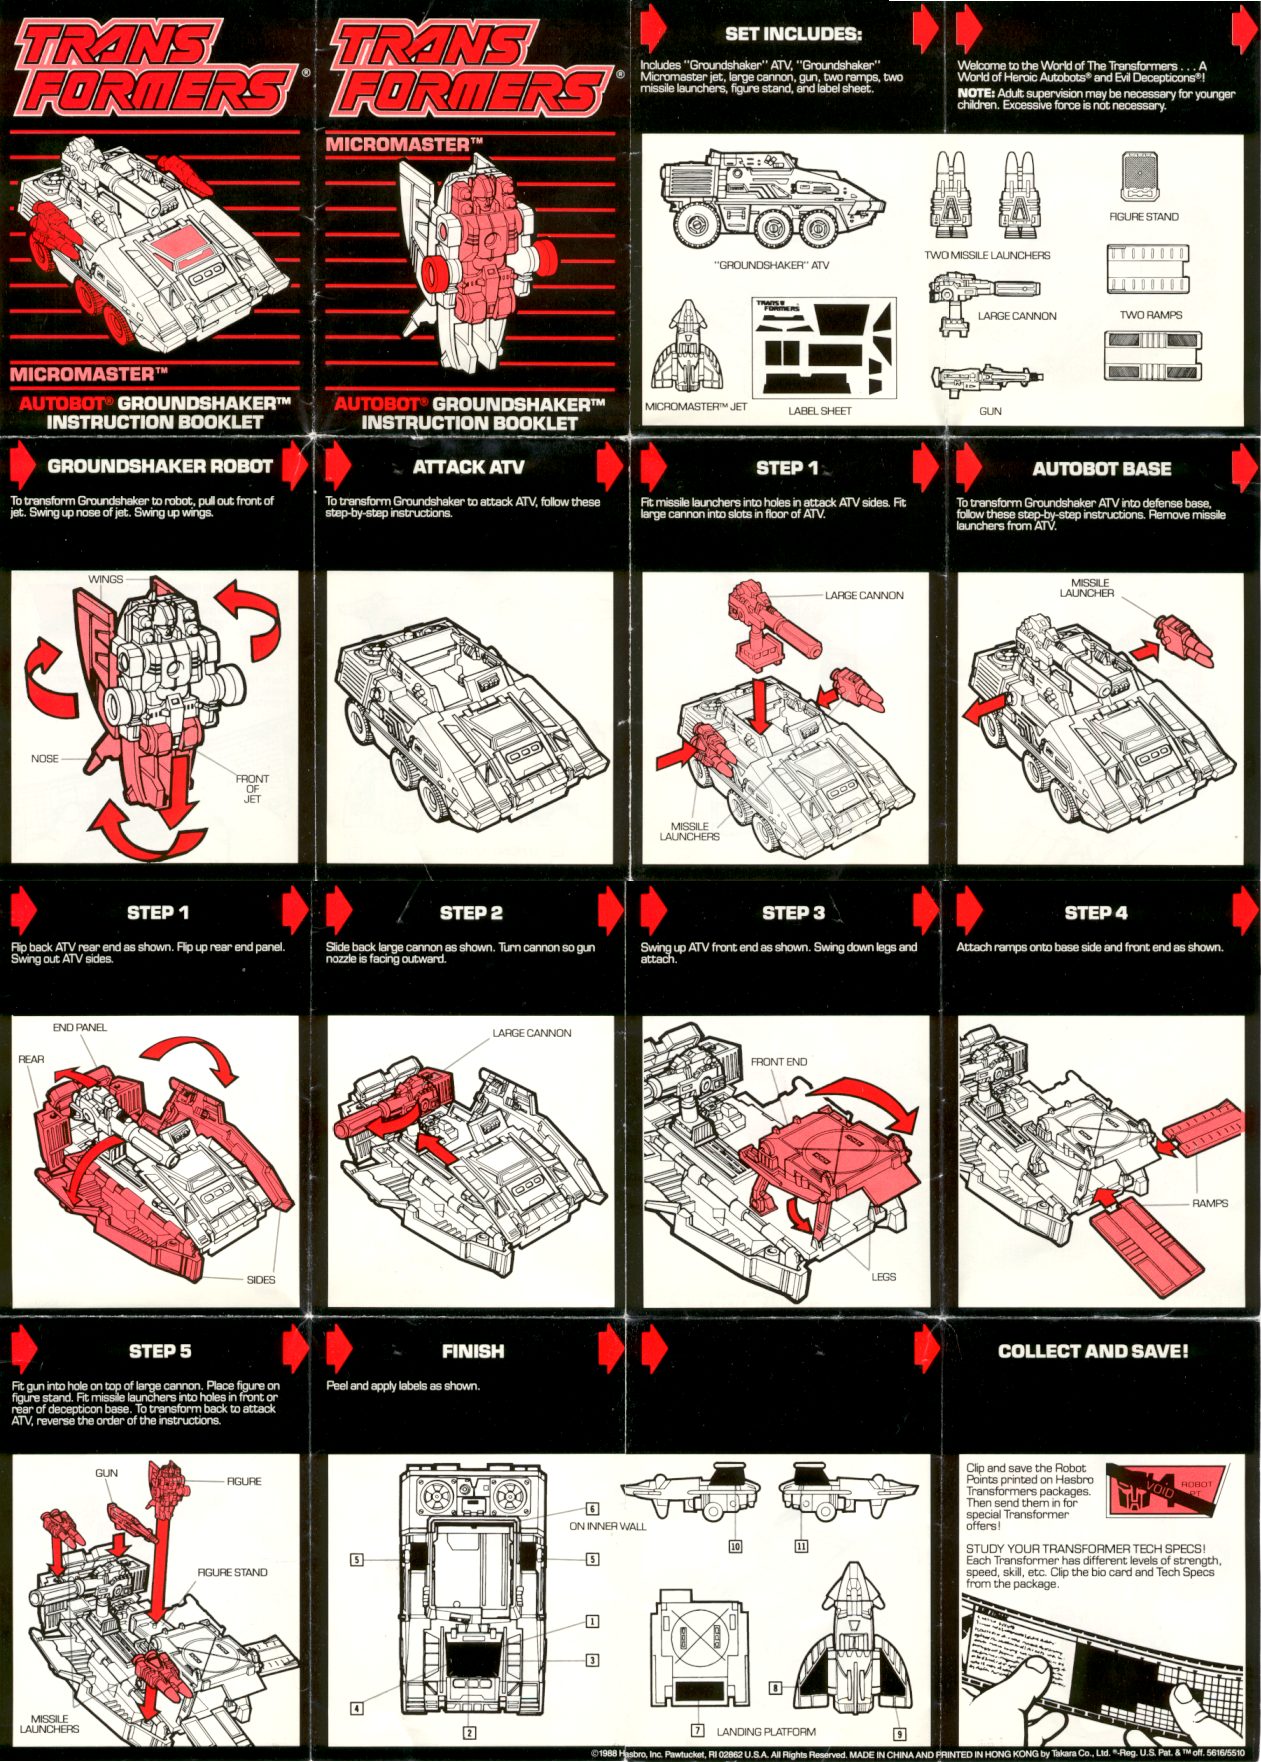 TRANS
FORMERS®
MICROMASTER™
AUTOBOT® GROUNDSHAKER™
INSTRUCTION BOOKLET
TRANS
FORMERS®
MICROMASTER™
AUTOBOT® GROUNDSHAKER™
INSTRUCTION BOOKLET
SET INCLUDES:
Includes "Groundshaker" ATV, "Groundshaker"
Micromaster jet, large cannon, gun, two ramps, two
missile launchers, figure stand, and label sheet.
Welcome to the World of The Transformers . . . A
World of Heroic Autobots® and Evil Decepticons®!
NOTE: Adult supervision may be necessary for younger
children. Excessive force is not necessary.
"GROUNDSHAKER" ATV
TWO MISSILE LAUNCHERS
FIGURE STAND
LARGE CANNON
TWO RAMPS
TRANS
FORMERS
MICROMASTER™ JET
LABEL SHEET
GUN
GROUNDSHAKER ROBOT
To transform Groundshaker to robot, pull out front of
jet. Swing up nose of jet. Swing up wings.
WINGS
NOSE
FRONT
OF
JET
ATTACK ATV
To transform Groundshaker to attack ATV, follow these
step-by-step instructions.
STEP 1
Fit missile launchers into holes in attack ATV sides. Fit
large cannon into slots in floor of ATV.
LARGE CANNON
MISSILE
LAUNCHERS
AUTOBOT BASE
To transform Groundshaker ATV into defense base,
follow these step-by-step instructions. Remove missile
launchers from ATV.
MISSILE
LAUNCHER
STEP 1
Flip back ATV rear end as shown. Flip up rear end panel.
Swing out ATV sides.
END PANEL
REAR
SIDES
STEP 2
Slide back large cannon as shown. Turn cannon so gun
nozzle is facing outward.
LARGE CANNON
STEP 3
Swing up ATV front end as shown. Swing down legs and
attach.
FRONT END
LEGS
STEP 4
Attach ramps onto base side and front end as shown.
RAMPS
STEP 5
Fit gun into hole on top of large cannon. Place figure on
figure stand. Fit missile launchers into holes in front or
rear of decepticon base. To transform back to attack
ATV, reverse the order of the instructions.
GUN
FIGURE
FIGURE STAND
MISSILE
LAUNCHERS
FINISH
Peel and apply labels as shown.
6
ON INNER WALL
5
5
1
3
4
2
10
11
8
7
LANDING PLATFORM
9
COLLECT AND SAVE!
Clip and save the Robot
Points printed on Hasbro
Transformers packages.
Then send them in for
special Transformer
offers!
VOID
ROBOT
STUDY YOUR TRANSFORMER TECH SPECS!
Each Transformer has different levels of strength,
speed, skill, etc. Clip the bio card and Tech Specs
from the package.
©1988 Hasbro, Inc. Pawtucket, RI 02862 U.S.A. All Rights Reserved. MADE IN CHINA AND PRINTED IN HONG KONG by Takara Co., Ltd. ®-Reg. U.S. Pat. & TM off. 5616/5510